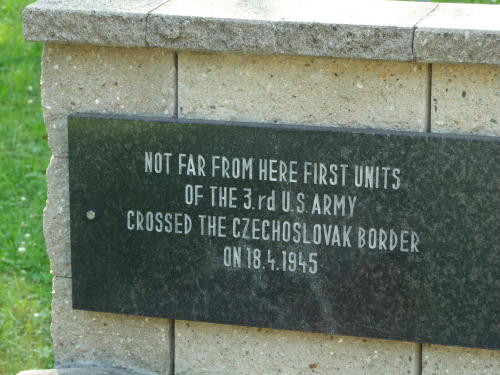 NOT FAR FROM HERE FIRST UNITS
OF THE 3.rd U.S. ARMY
CROSSED THE CZECHOSLOVAK BORDER
ON 18.4.1945